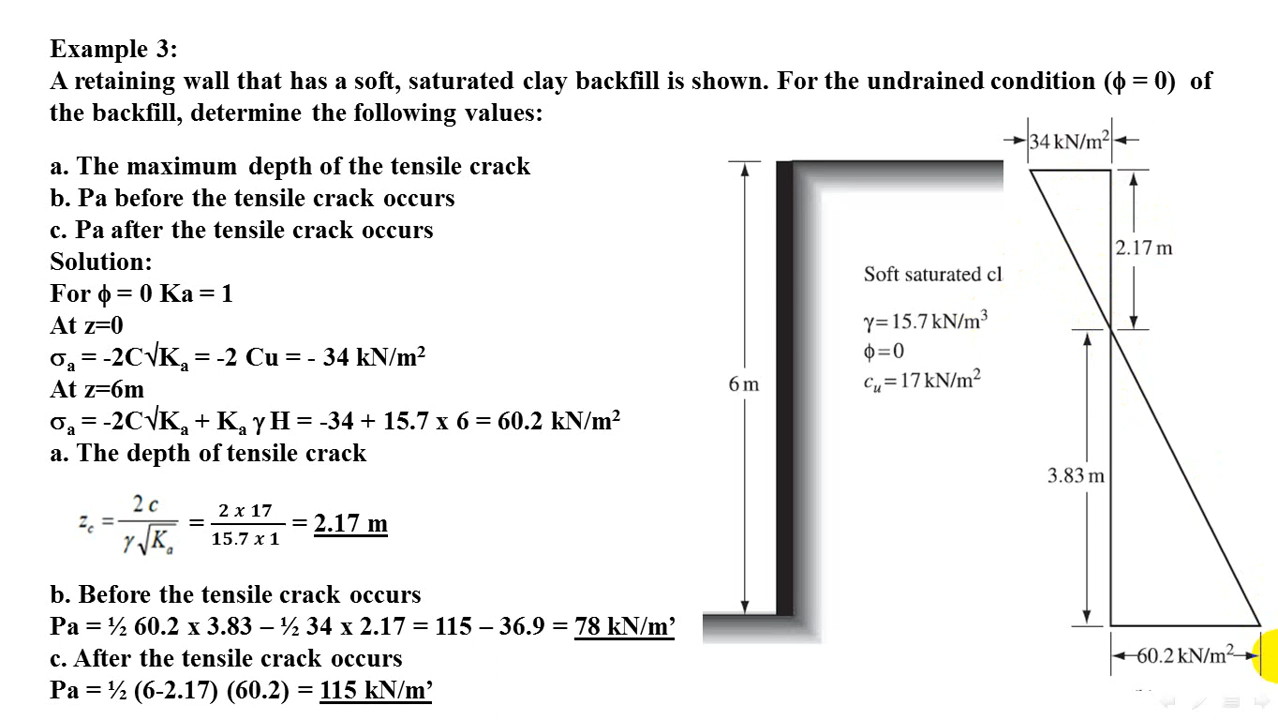 Example 3:
A retaining wall that has a soft, saturated clay backfill is shown. For the undrained condition (ϕ = 0) of
the backfill, determine the following values:
a. The maximum depth of the tensile crack
b. Pa before the tensile crack occurs
c. Pa after the tensile crack occurs
Solution:
For ϕ = 0 Ka = 1
At z=0
σₐ = -2C√Kₐ = -2 Cu = - 34 kN/m²
At z=6m
σₐ = -2C√Kₐ + Kₐ γ H = -34 + 15.7 x 6 = 60.2 kN/m²
a. The depth of tensile crack
z_c = 2 c / γ√Kₐ = 2 x 17 / 15.7 x 1 = 2.17 m
b. Before the tensile crack occurs
Pa = ½ 60.2 x 3.83 – ½ 34 x 2.17 = 115 – 36.9 = 78 kN/m’
c. After the tensile crack occurs
Pa = ½ (6-2.17) (60.2) = 115 kN/m’
6 m
Soft saturated cl
γ = 15.7 kN/m³
ϕ = 0
cᵤ = 17 kN/m²
34 kN/m²
2.17 m
3.83 m
60.2 kN/m²